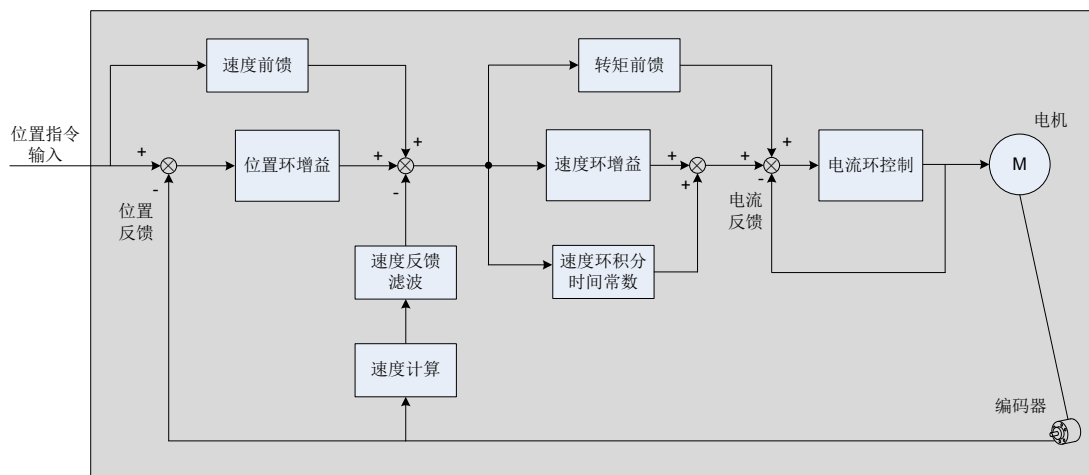 速度前馈
转矩前馈
位置指令
输入
+
-
位置环增益
+
+
-
速度环增益
+
+
+
+
-
电流环控制
电机
M
位置
反馈
电流
反馈
速度反馈
滤波
速度环积分
时间常数
速度计算
编码器